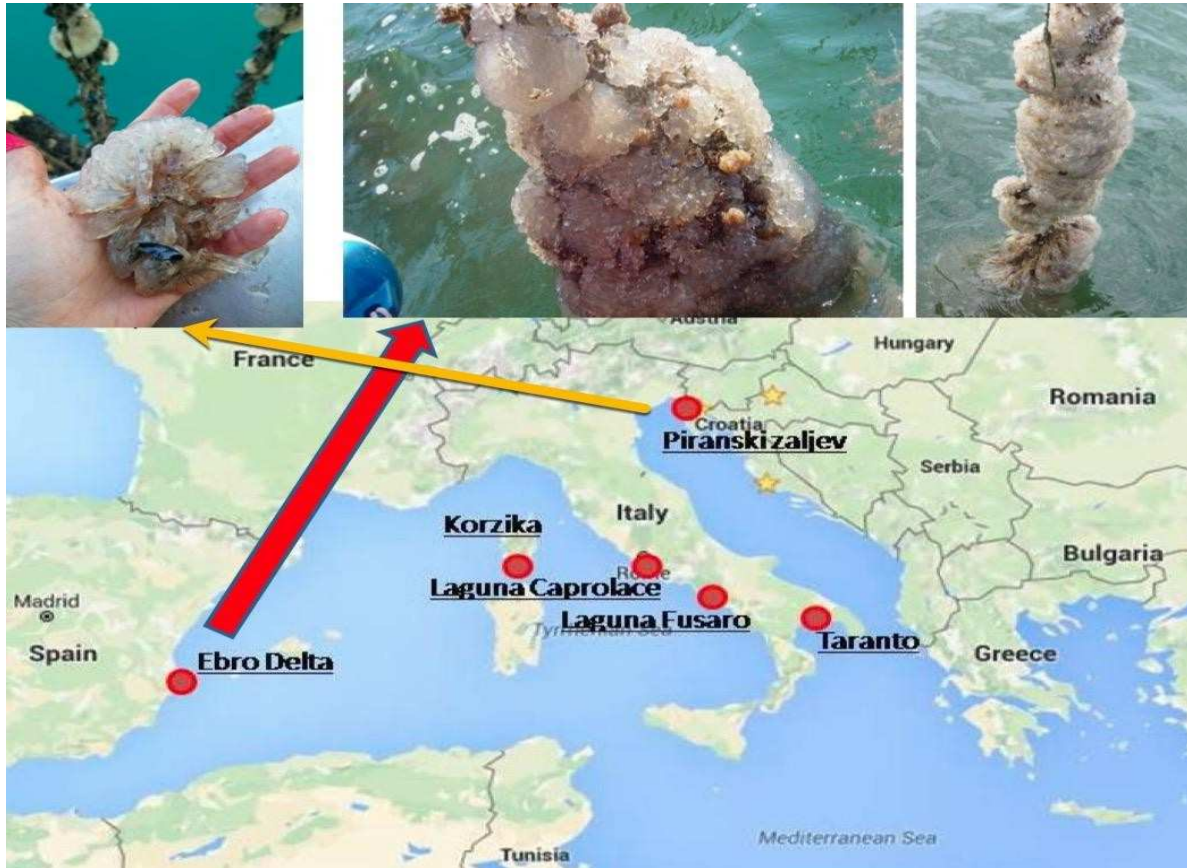 Austria
France
Hungary
Romania
Croatia
Piranski zaljev
Serbia
Korzika
Italy
Bulgaria
Laguna Caprolace
Madrid
Laguna Fusaro
Tyrrhenian Sea
Taranto
Spain
Ebro Delta
Greece
Mediterranean Sea
Tunisia